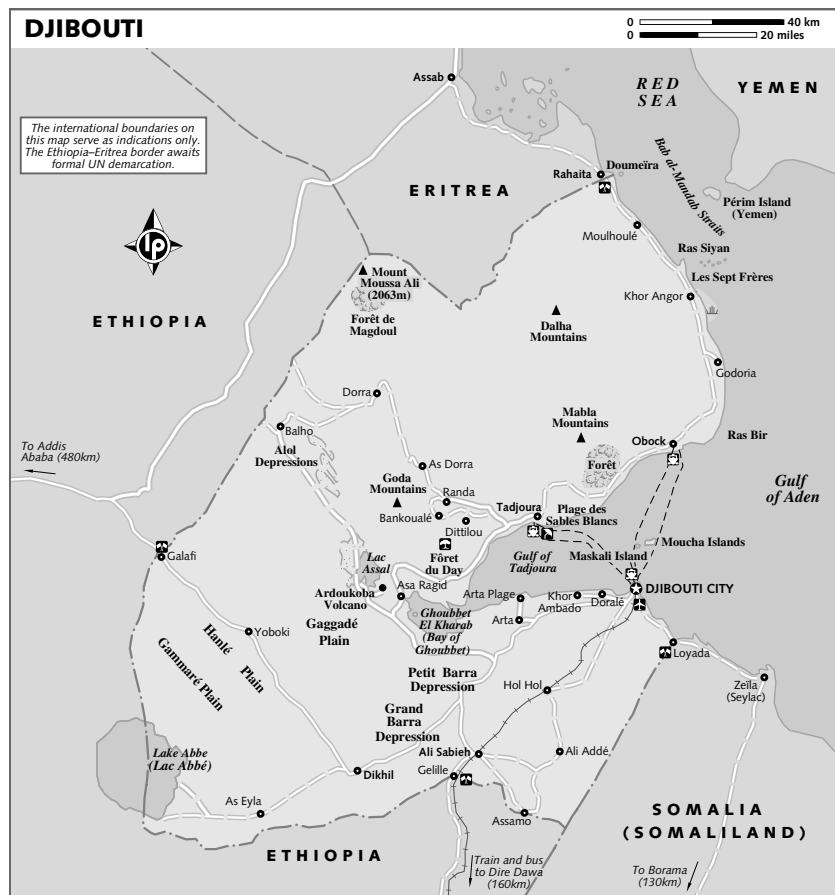 DJIBOUTI
0 40 km
0 20 miles
Assab
RED
SEA
YEMEN
The international boundaries on
this map serve as indications only.
The Ethiopia–Eritrea border awaits
formal UN demarcation.
ERITREA
Rahaita
Doumeïra
Bab al-Mandab Straits
Périm Island
(Yemen)
lp
Moulhoulé
Ras Siyan
Les Sept Frères
Mount
Moussa Ali
(2063m)
Khor Angor
ETHIOPIA
Forêt de
Magdoul
Dalha
Mountains
Godoria
Dorra
Mabla
Mountains
Balho
Obock
Ras Bir
To Addis
Ababa (480km)
Alol
Depressions
As Dorra
Forêt
Goda
Mountains
Randa
Gulf
of Aden
Tadjoura
Plage des
Sables Blancs
Bankoualé
Dittilou
Galafi
Lac
Assal
Fôret
du Day
Gulf of
Tadjoura
Maskali Island
Moucha Islands
Ardoukoba
Volcano
Asa Ragid
Arta Plage
Khor
Ambado
Doralé
DJIBOUTI CITY
Ghoubbet
El Kharab
(Bay of
Ghoubbet)
Gaggadé
Plain
Arta
Hanlé
Plain
Yoboki
Gammaré Plain
Loyada
Petit Barra
Depression
Hol Hol
Zeïla
(Seylac)
Grand
Barra
Depression
Lake Abbe
(Lac Abbé)
Ali Sabieh
Ali Addé
Dikhil
Gelille
As Eyla
Assamo
SOMALIA
(SOMALILAND)
ETHIOPIA
Train and bus
to Dire Dawa
(160km)
To Borama
(130km)